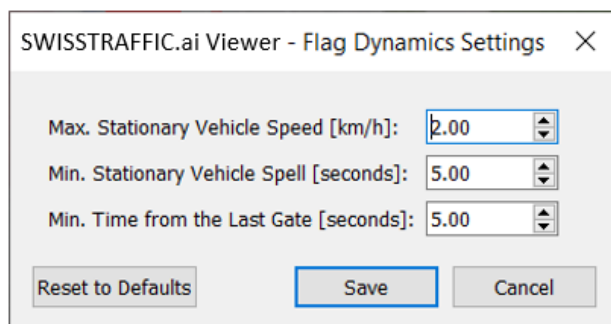 SWISSTRAFFIC.ai Viewer - Flag Dynamics Settings
Max. Stationary Vehicle Speed [km/h]: 2.00
Min. Stationary Vehicle Spell [seconds]: 5.00
Min. Time from the Last Gate [seconds]: 5.00
Reset to Defaults Save Cancel